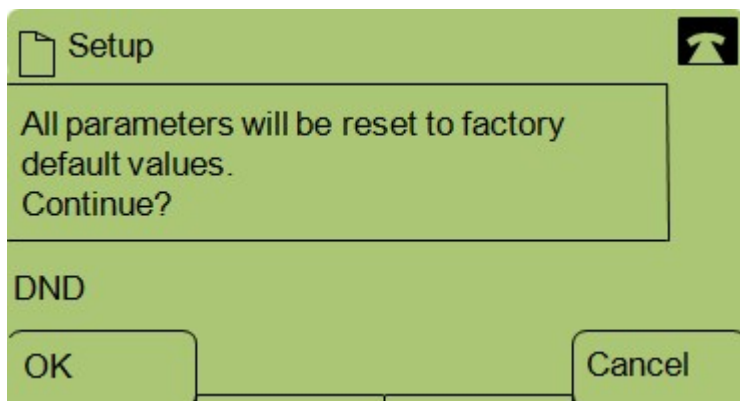 Setup
All parameters will be reset to factory
default values.
Continue?
DND
OK
Cancel